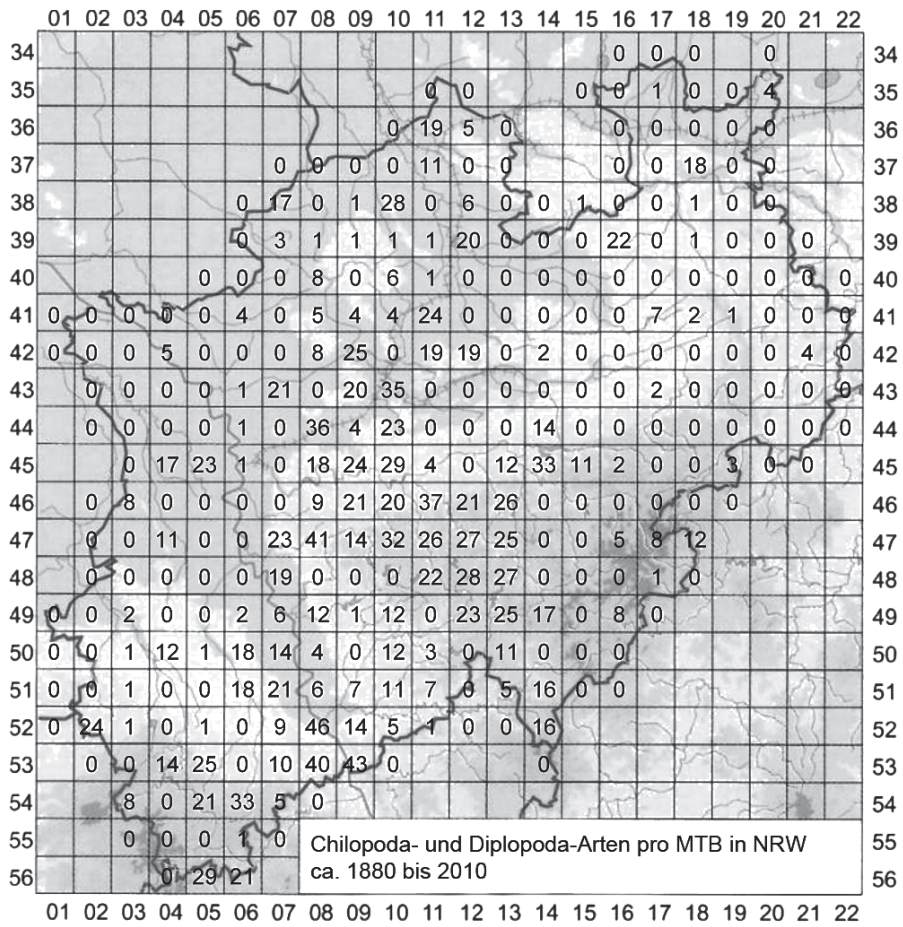 01 02 03 04 05 06 07 08 09 10 11 12 13 14 15 16 17 18 19 20 21 22
34 0 0 0 0 34
35 0 0 0 0 1 0 0 4 35
36 0 19 5 0 0 0 0 0 0 36
37 0 0 0 0 11 0 0 0 0 18 0 0 37
38 0 17 0 1 28 0 6 0 0 1 0 0 1 0 0 38
39 0 3 1 1 1 1 20 0 0 0 22 0 1 0 0 0 39
40 0 0 0 8 0 6 1 0 0 0 0 0 0 0 0 0 0 0 40
41 0 0 0 0 0 4 0 5 4 4 24 0 0 0 0 0 7 2 1 0 0 0 41
42 0 0 0 5 0 0 0 8 25 0 19 19 0 2 0 0 0 0 0 0 4 0 42
43 0 0 0 0 1 21 0 20 35 0 0 0 0 0 0 2 0 0 0 0 0 43
44 0 0 0 0 1 0 36 4 23 0 0 0 14 0 0 0 0 0 0 0 0 44
45 0 17 23 1 0 18 24 29 4 0 12 33 11 2 0 0 3 0 0 45
46 0 8 0 0 0 0 9 21 20 37 21 26 0 0 0 0 0 0 46
47 0 0 11 0 0 23 41 14 32 26 27 25 0 0 5 8 12 47
48 0 0 0 0 0 19 0 0 0 22 28 27 0 0 0 1 0 48
49 0 0 2 0 0 2 6 12 1 12 0 23 25 17 0 8 0 49
50 0 0 1 12 1 18 14 4 0 12 3 0 11 0 0 0 50
51 0 0 1 0 0 18 21 6 7 11 7 0 5 16 0 0 51
52 0 24 1 0 1 0 9 46 14 5 1 0 0 16 52
53 0 0 14 25 0 10 40 43 0 0 53
54 8 0 21 33 5 0 54
55 0 0 0 1 0 55
Chilopoda- und Diplopoda-Arten pro MTB in NRW
ca. 1880 bis 2010
56 0 29 21 56
01 02 03 04 05 06 07 08 09 10 11 12 13 14 15 16 17 18 19 20 21 22